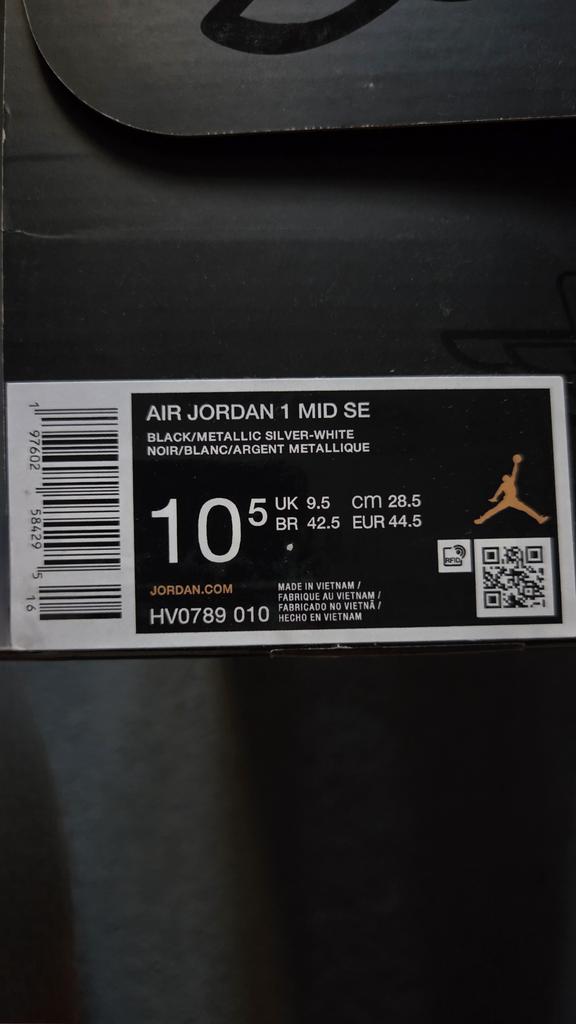 AIR JORDAN 1 MID SE
BLACK/METALLIC SILVER-WHITE
NOIR/BLANC/ARGENT METALLIQUE
10⁵
UK 9.5 cm 28.5
BR 42.5 EUR 44.5
RFID
JORDAN.COM
HV0789 010
MADE IN VIETNAM /
FABRIQUE AU VIETNAM /
FABRICADO NO VIETNÃ /
HECHO EN VIETNAM
1 97602 58429 5 16